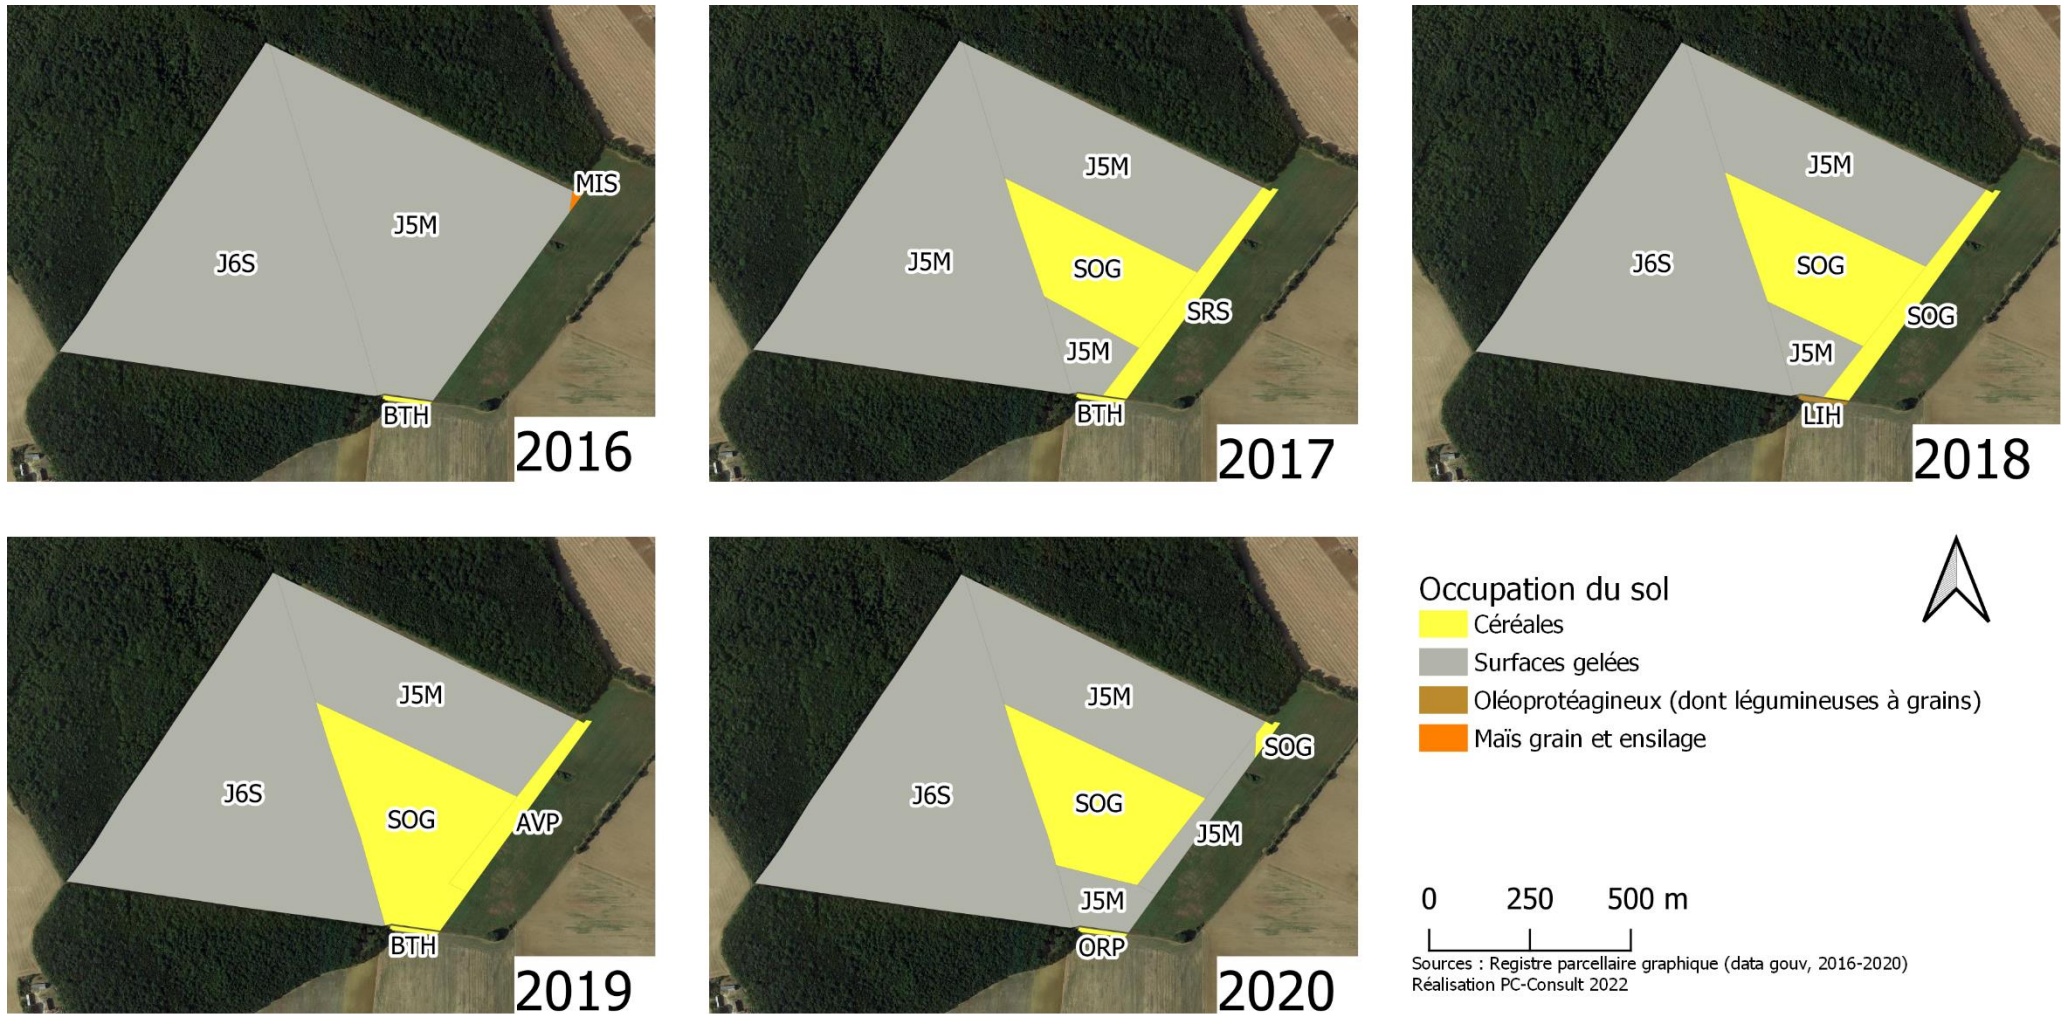 MIS
J5M
J6S
BTH
2016
J5M
J5M
SOG
SRS
J5M
BTH
2017
J5M
J6S
SOG
SOG
J5M
LIH
2018
J5M
J6S
SOG
AVP
BTH
2019
J5M
SOG
J6S
SOG
J5M
J5M
ORP
2020
Occupation du sol
Céréales
Surfaces gelées
Oléoprotéagineux (dont légumineuses à grains)
Maïs grain et ensilage
0 250 500 m
Sources : Registre parcellaire graphique (data gouv, 2016-2020)
Réalisation PC-Consult 2022